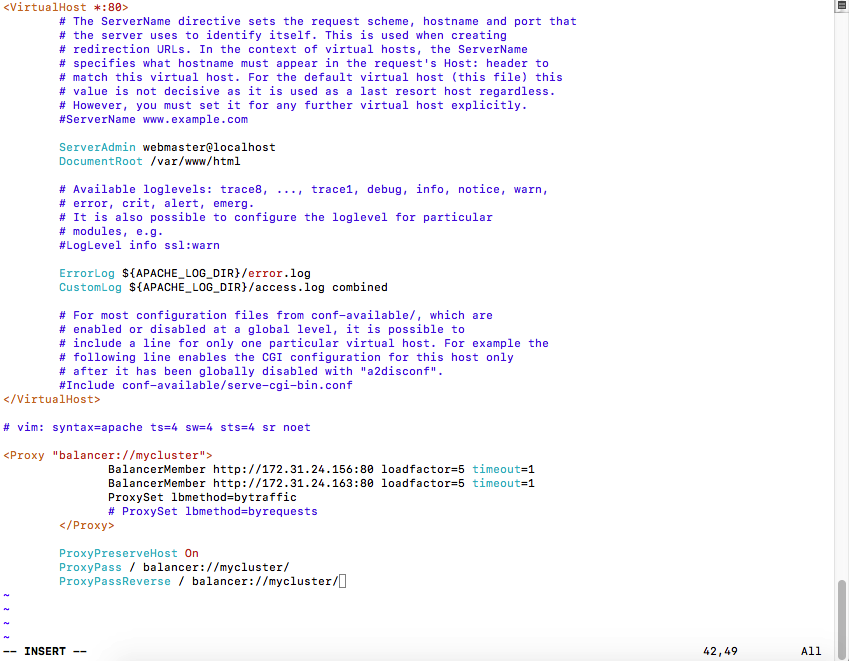 <VirtualHost *:80>
        # The ServerName directive sets the request scheme, hostname and port that
        # the server uses to identify itself. This is used when creating
        # redirection URLs. In the context of virtual hosts, the ServerName
        # specifies what hostname must appear in the request's Host: header to
        # match this virtual host. For the default virtual host (this file) this
        # value is not decisive as it is used as a last resort host regardless.
        # However, you must set it for any further virtual host explicitly.
        #ServerName www.example.com

        ServerAdmin webmaster@localhost
        DocumentRoot /var/www/html

        # Available loglevels: trace8, ..., trace1, debug, info, notice, warn,
        # error, crit, alert, emerg.
        # It is also possible to configure the loglevel for particular
        # modules, e.g.
        #LogLevel info ssl:warn

        ErrorLog ${APACHE_LOG_DIR}/error.log
        CustomLog ${APACHE_LOG_DIR}/access.log combined

        # For most configuration files from conf-available/, which are
        # enabled or disabled at a global level, it is possible to
        # include a line for only one particular virtual host. For example the
        # following line enables the CGI configuration for this host only
        # after it has been globally disabled with "a2disconf".
        #Include conf-available/serve-cgi-bin.conf
</VirtualHost>

# vim: syntax=apache ts=4 sw=4 sts=4 sr noet

<Proxy "balancer://mycluster">
               BalancerMember http://172.31.24.156:80 loadfactor=5 timeout=1
               BalancerMember http://172.31.24.163:80 loadfactor=5 timeout=1
               ProxySet lbmethod=bytraffic
               # ProxySet lbmethod=byrequests
        </Proxy>

        ProxyPreserveHost On
        ProxyPass / balancer://mycluster/
        ProxyPassReverse / balancer://mycluster/
~
~
~
~
-- INSERT -- 42,49 All